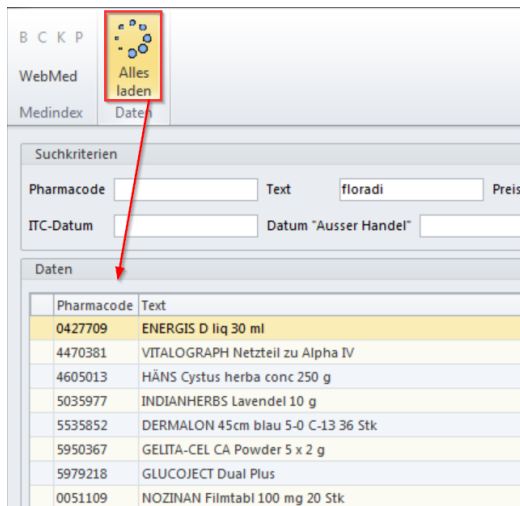 B C K P
WebMed
Alles
laden
Medindex
Daten
Suchkriterien
Pharmacode
Text floradi
Preis
ITC-Datum
Datum "Ausser Handel"
Daten
Pharmacode Text
0427709 ENERGIS D liq 30 ml
4470381 VITALOGRAPH Netzteil zu Alpha IV
4605013 HÄNS Cystus herba conc 250 g
5035977 INDIANHERBS Lavendel 10 g
5535852 DERMALON 45cm blau 5-0 C-13 36 Stk
5950367 GELITA-CEL CA Powder 5 x 2 g
5979218 GLUCOJECT Dual Plus
0051109 NOZINAN Filmtabl 100 mg 20 Stk